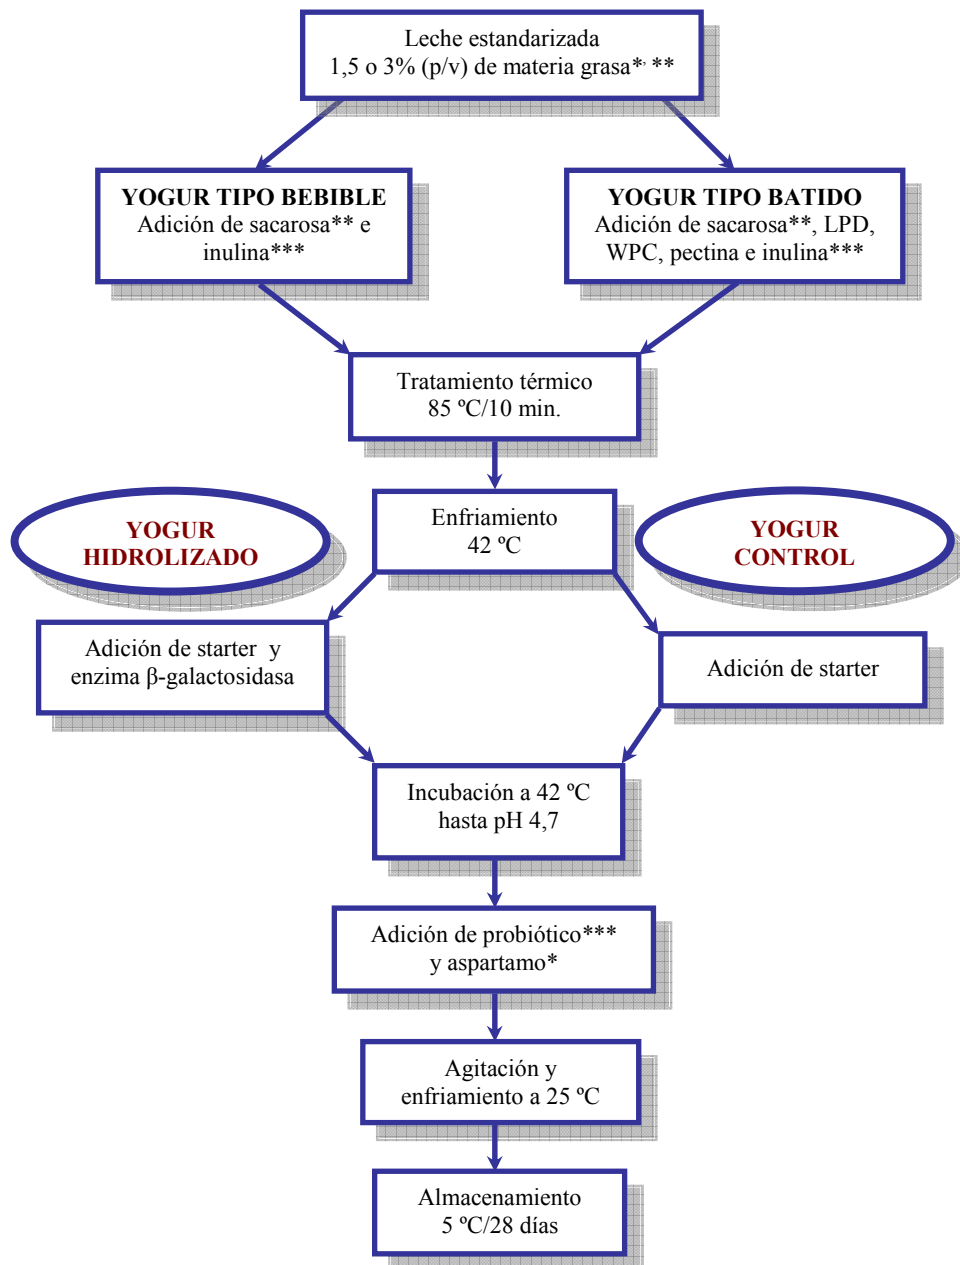 Leche estandarizada
1,5 o 3% (p/v) de materia grasa*, **
YOGUR TIPO BEBIBLE
Adición de sacarosa** e
inulina***
YOGUR TIPO BATIDO
Adición de sacarosa**, LPD,
WPC, pectina e inulina***
Tratamiento térmico
85 ºC/10 min.
YOGUR
HIDROLIZADO
Enfriamiento
42 ºC
YOGUR
CONTROL
Adición de starter y
enzima β-galactosidasa
Adición de starter
Incubación a 42 ºC
hasta pH 4,7
Adición de probiótico***
y aspartamo*
Agitación y
enfriamiento a 25 ºC
Almacenamiento
5 ºC/28 días